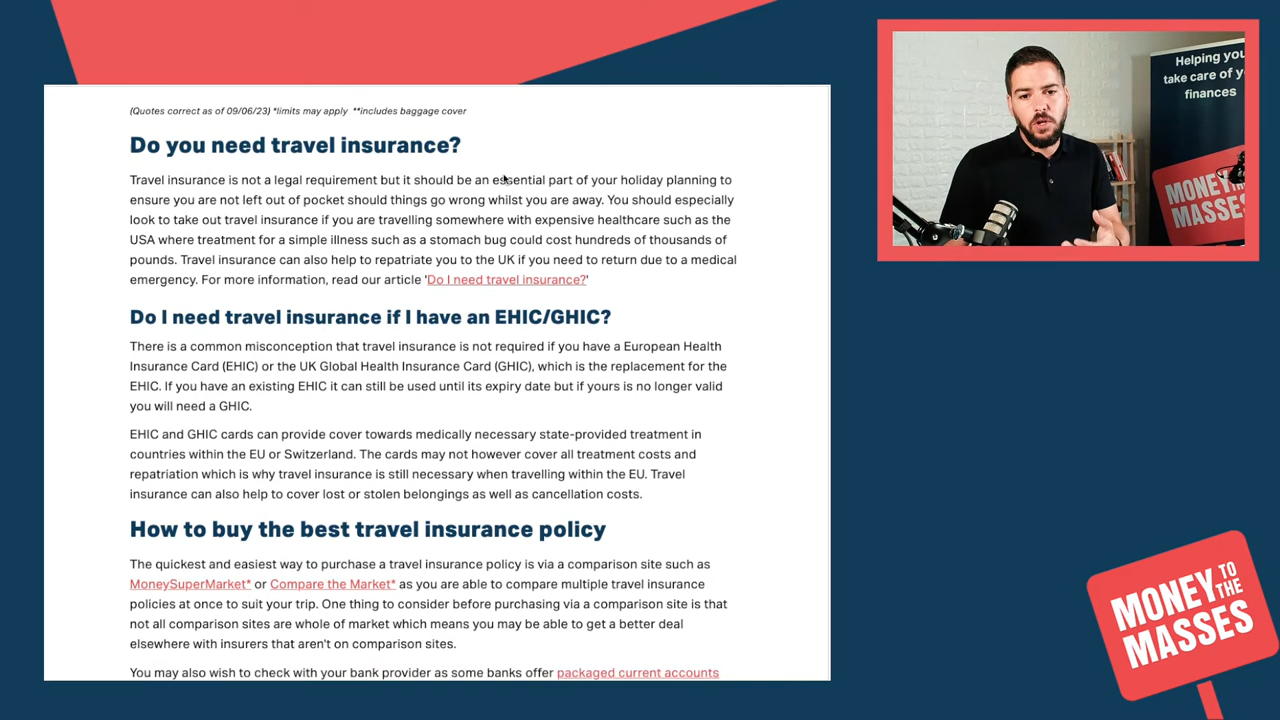 (Quotes correct as of 09/06/23) *limits may apply  **includes baggage cover
Do you need travel insurance?
Travel insurance is not a legal requirement but it should be an essential part of your holiday planning to
ensure you are not left out of pocket should things go wrong whilst you are away. You should especially
look to take out travel insurance if you are travelling somewhere with expensive healthcare such as the
USA where treatment for a simple illness such as a stomach bug could cost hundreds of thousands of
pounds. Travel insurance can also help to repatriate you to the UK if you need to return due to a medical
emergency. For more information, read our article 'Do I need travel insurance?'
Do I need travel insurance if I have an EHIC/GHIC?
There is a common misconception that travel insurance is not required if you have a European Health
Insurance Card (EHIC) or the UK Global Health Insurance Card (GHIC), which is the replacement for the
EHIC. If you have an existing EHIC it can still be used until its expiry date but if yours is no longer valid
you will need a GHIC.
EHIC and GHIC cards can provide cover towards medically necessary state-provided treatment in
countries within the EU or Switzerland. The cards may not however cover all treatment costs and
repatriation which is why travel insurance is still necessary when travelling within the EU. Travel
insurance can also help to cover lost or stolen belongings as well as cancellation costs.
How to buy the best travel insurance policy
The quickest and easiest way to purchase a travel insurance policy is via a comparison site such as
MoneySuperMarket* or Compare the Market* as you are able to compare multiple travel insurance
policies at once to suit your trip. One thing to consider before purchasing via a comparison site is that
not all comparison sites are whole of market which means you may be able to get a better deal
elsewhere with insurers that aren't on comparison sites.
You may also wish to check with your bank provider as some banks offer packaged current accounts
Helping you
take care of y
finances
MONEY
MASSES
MONEY TO THE
MASSES